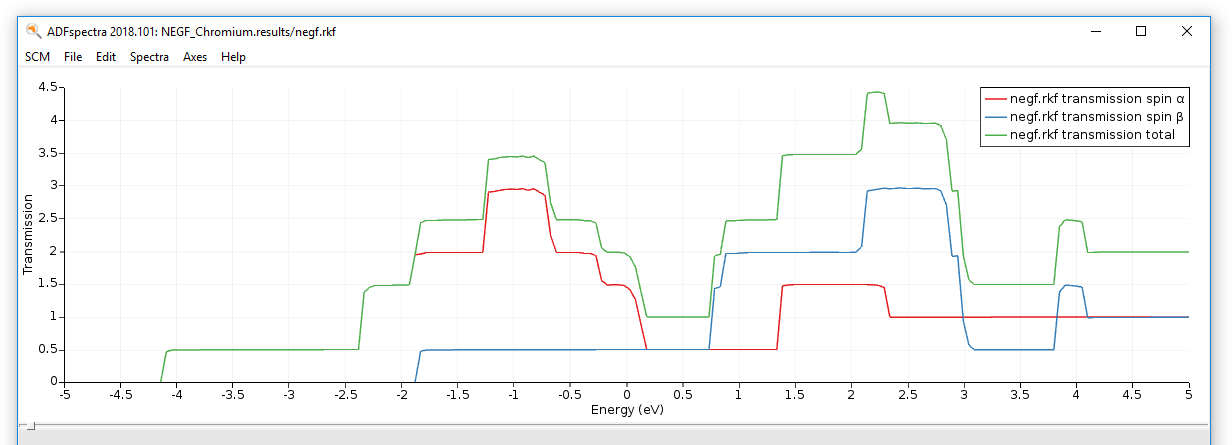 ADFspectra 2018.101: NEGF_Chromium.results/negf.rkf
SCM File Edit Spectra Axes Help
negf.rkf transmission spin α
negf.rkf transmission spin β
negf.rkf transmission total
4.5
4
3.5
3
2.5
2
1.5
1
0.5
0
Transmission
-5 -4.5 -4 -3.5 -3 -2.5 -2 -1.5 -1 -0.5 0 0.5 1 1.5 2 2.5 3 3.5 4 4.5 5
Energy (eV)